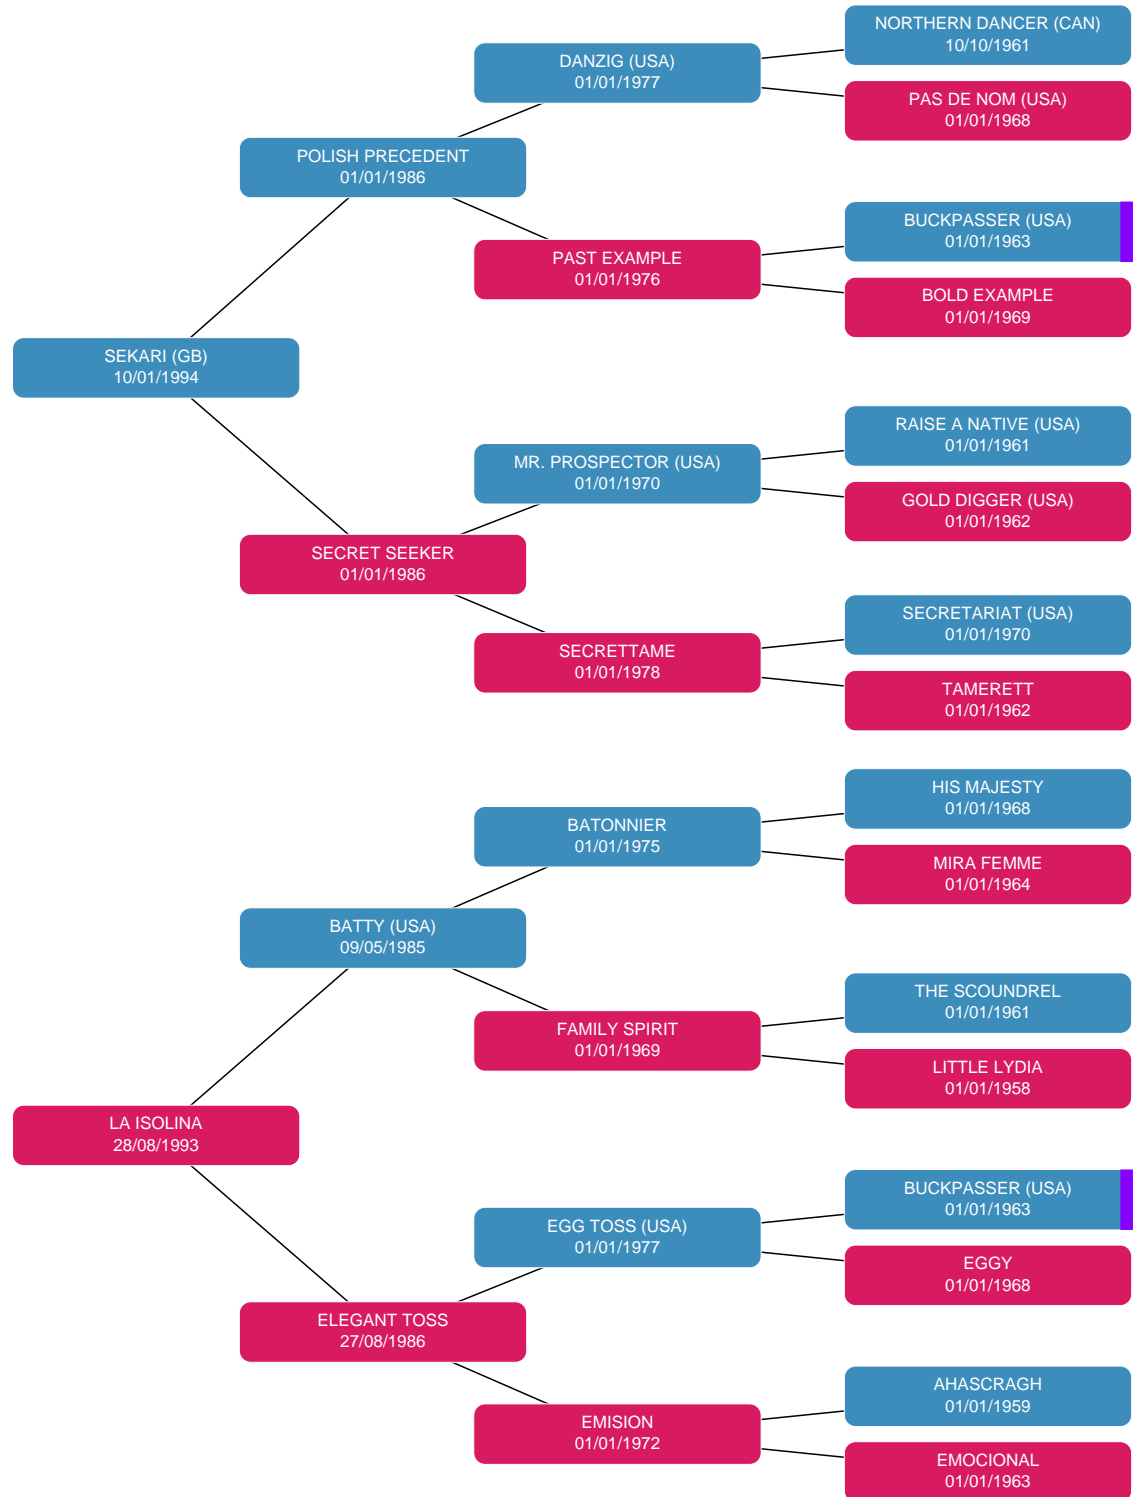 NORTHERN DANCER (CAN)
10/10/1961
DANZIG (USA)
01/01/1977
PAS DE NOM (USA)
01/01/1968
POLISH PRECEDENT
01/01/1986
BUCKPASSER (USA)
01/01/1963
PAST EXAMPLE
01/01/1976
BOLD EXAMPLE
01/01/1969
SEKARI (GB)
10/01/1994
RAISE A NATIVE (USA)
01/01/1961
MR. PROSPECTOR (USA)
01/01/1970
GOLD DIGGER (USA)
01/01/1962
SECRET SEEKER
01/01/1986
SECRETARIAT (USA)
01/01/1970
SECRETTAME
01/01/1978
TAMERETT
01/01/1962
HIS MAJESTY
01/01/1968
BATONNIER
01/01/1975
MIRA FEMME
01/01/1964
BATTY (USA)
09/05/1985
THE SCOUNDREL
01/01/1961
FAMILY SPIRIT
01/01/1969
LITTLE LYDIA
01/01/1958
LA ISOLINA
28/08/1993
BUCKPASSER (USA)
01/01/1963
EGG TOSS (USA)
01/01/1977
EGGY
01/01/1968
ELEGANT TOSS
27/08/1986
AHASCRAGH
01/01/1959
EMISION
01/01/1972
EMOCIONAL
01/01/1963